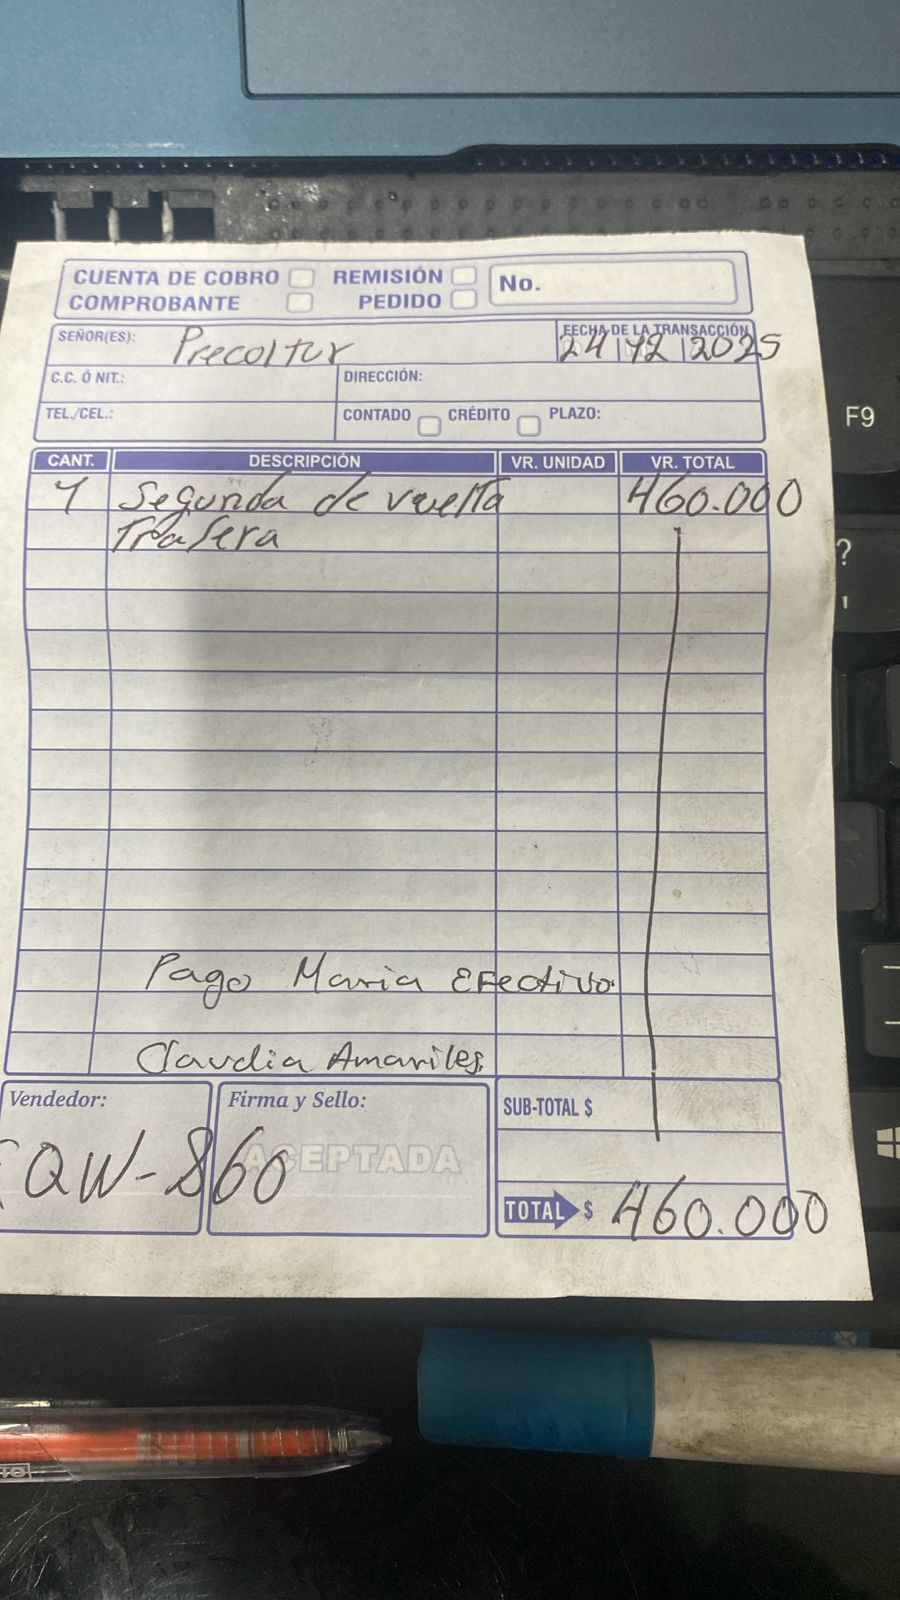 CUENTA DE COBRO REMISIÓN No.
COMPROBANTE PEDIDO
SEÑOR(ES): Precoltur FECHA DE LA TRANSACCIÓN
24 12 2025
C.C. Ó NIT.: DIRECCIÓN:
TEL./CEL.: CONTADO CRÉDITO PLAZO:
CANT. DESCRIPCIÓN VR. UNIDAD VR. TOTAL
1 Segunda de vuelta 460.000
Trasera
Pago Maria Efectivo
Claudia Amariles
Vendedor: Firma y Sello: SUB-TOTAL $
QW-860 ACEPTADA
TOTAL $ 460.000
F9
?